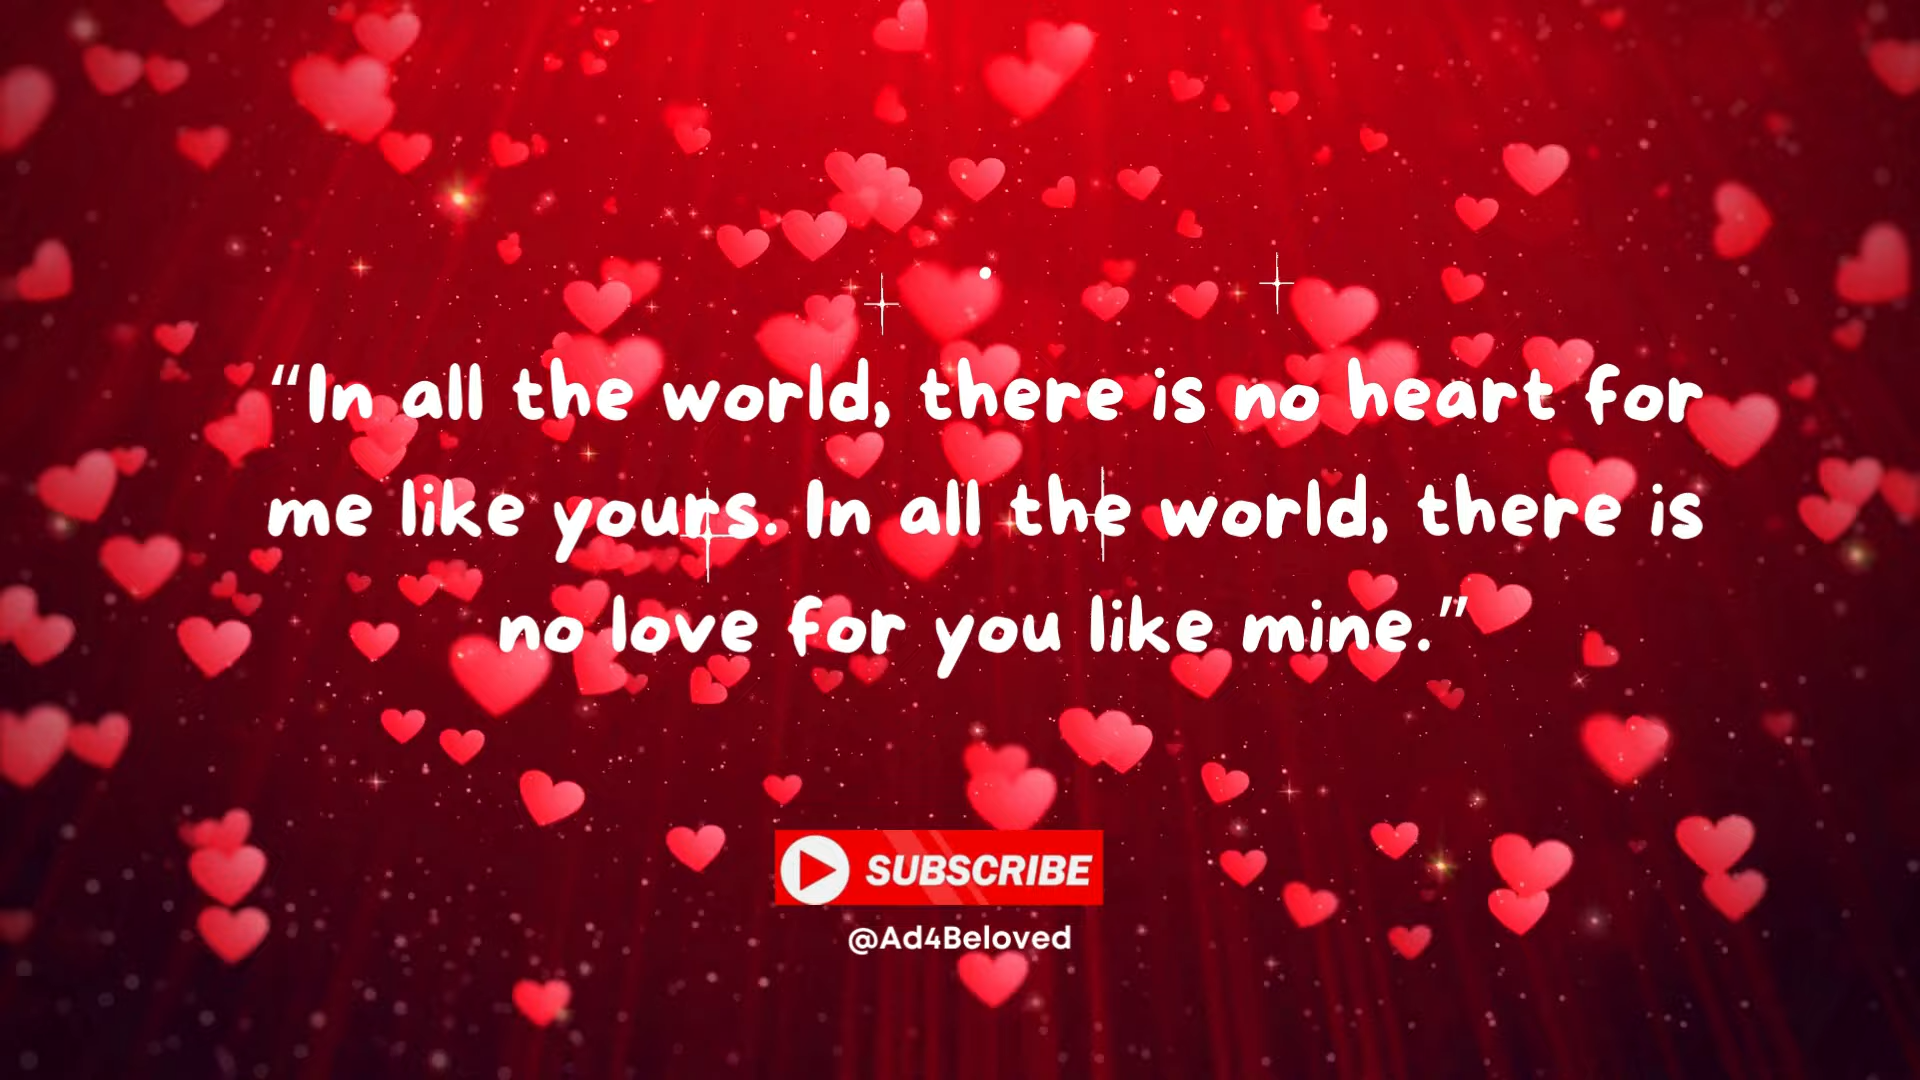 “In all the world, there is no heart for
me like yours. In all the world, there is
no love for you like mine.”
SUBSCRIBE
@Ad4Beloved